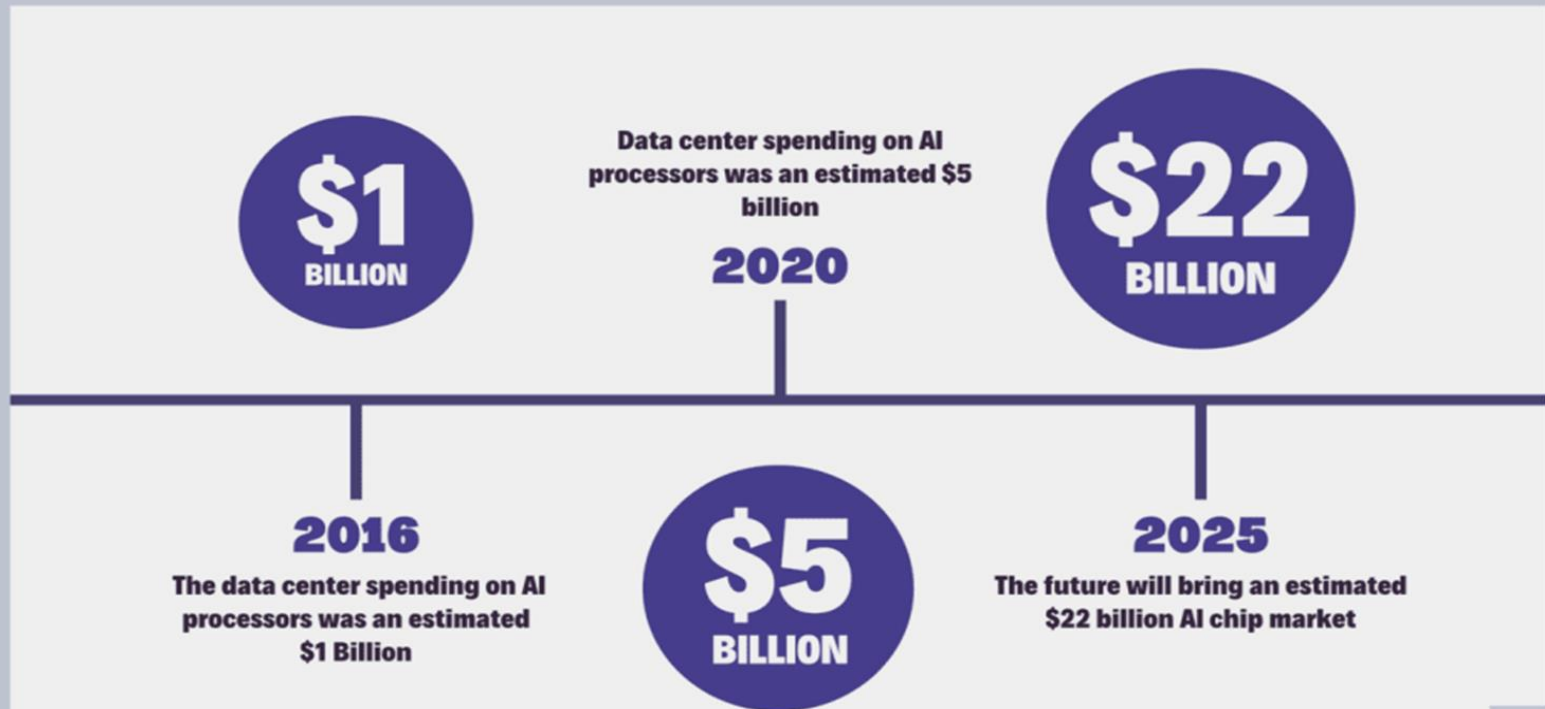 $1
BILLION
2016
The data center spending on AI
processors was an estimated
$1 Billion
Data center spending on AI
processors was an estimated $5
billion
2020
$5
BILLION
$22
BILLION
2025
The future will bring an estimated
$22 billion AI chip market